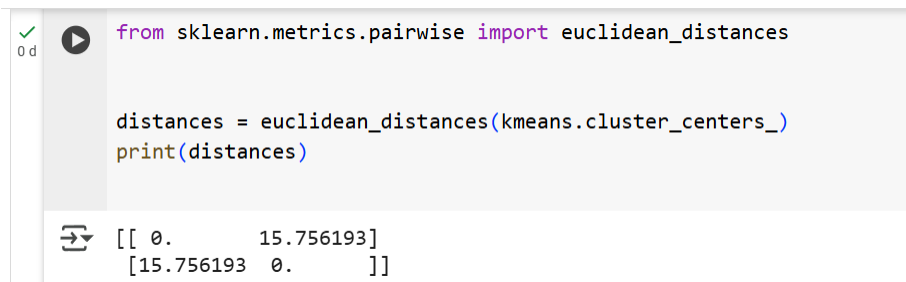 from sklearn.metrics.pairwise import euclidean_distances
0 d
distances = euclidean_distances(kmeans.cluster_centers_)
print(distances)
[[ 0.       15.756193]
 [15.756193  0.      ]]